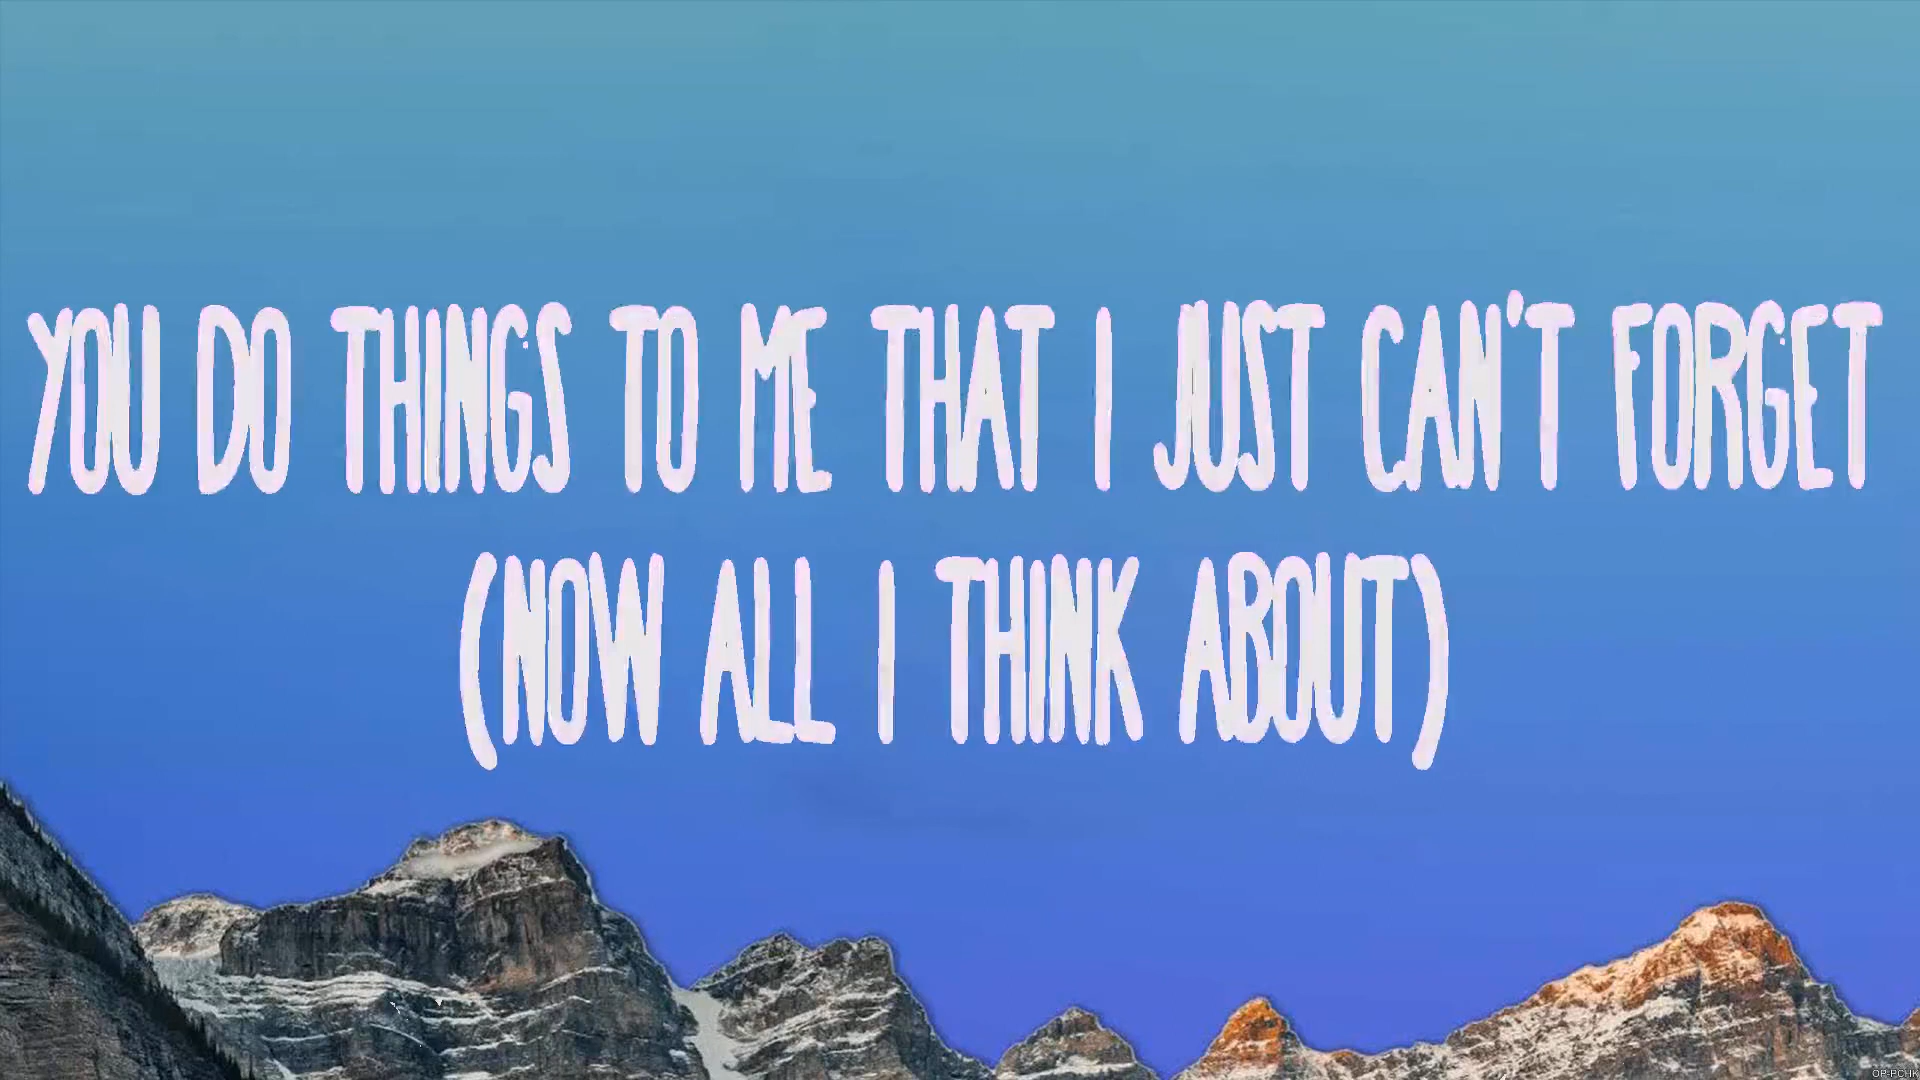 YOU DO THINGS TO ME THAT I JUST CAN'T FORGET
(NOW ALL I THINK ABOUT)